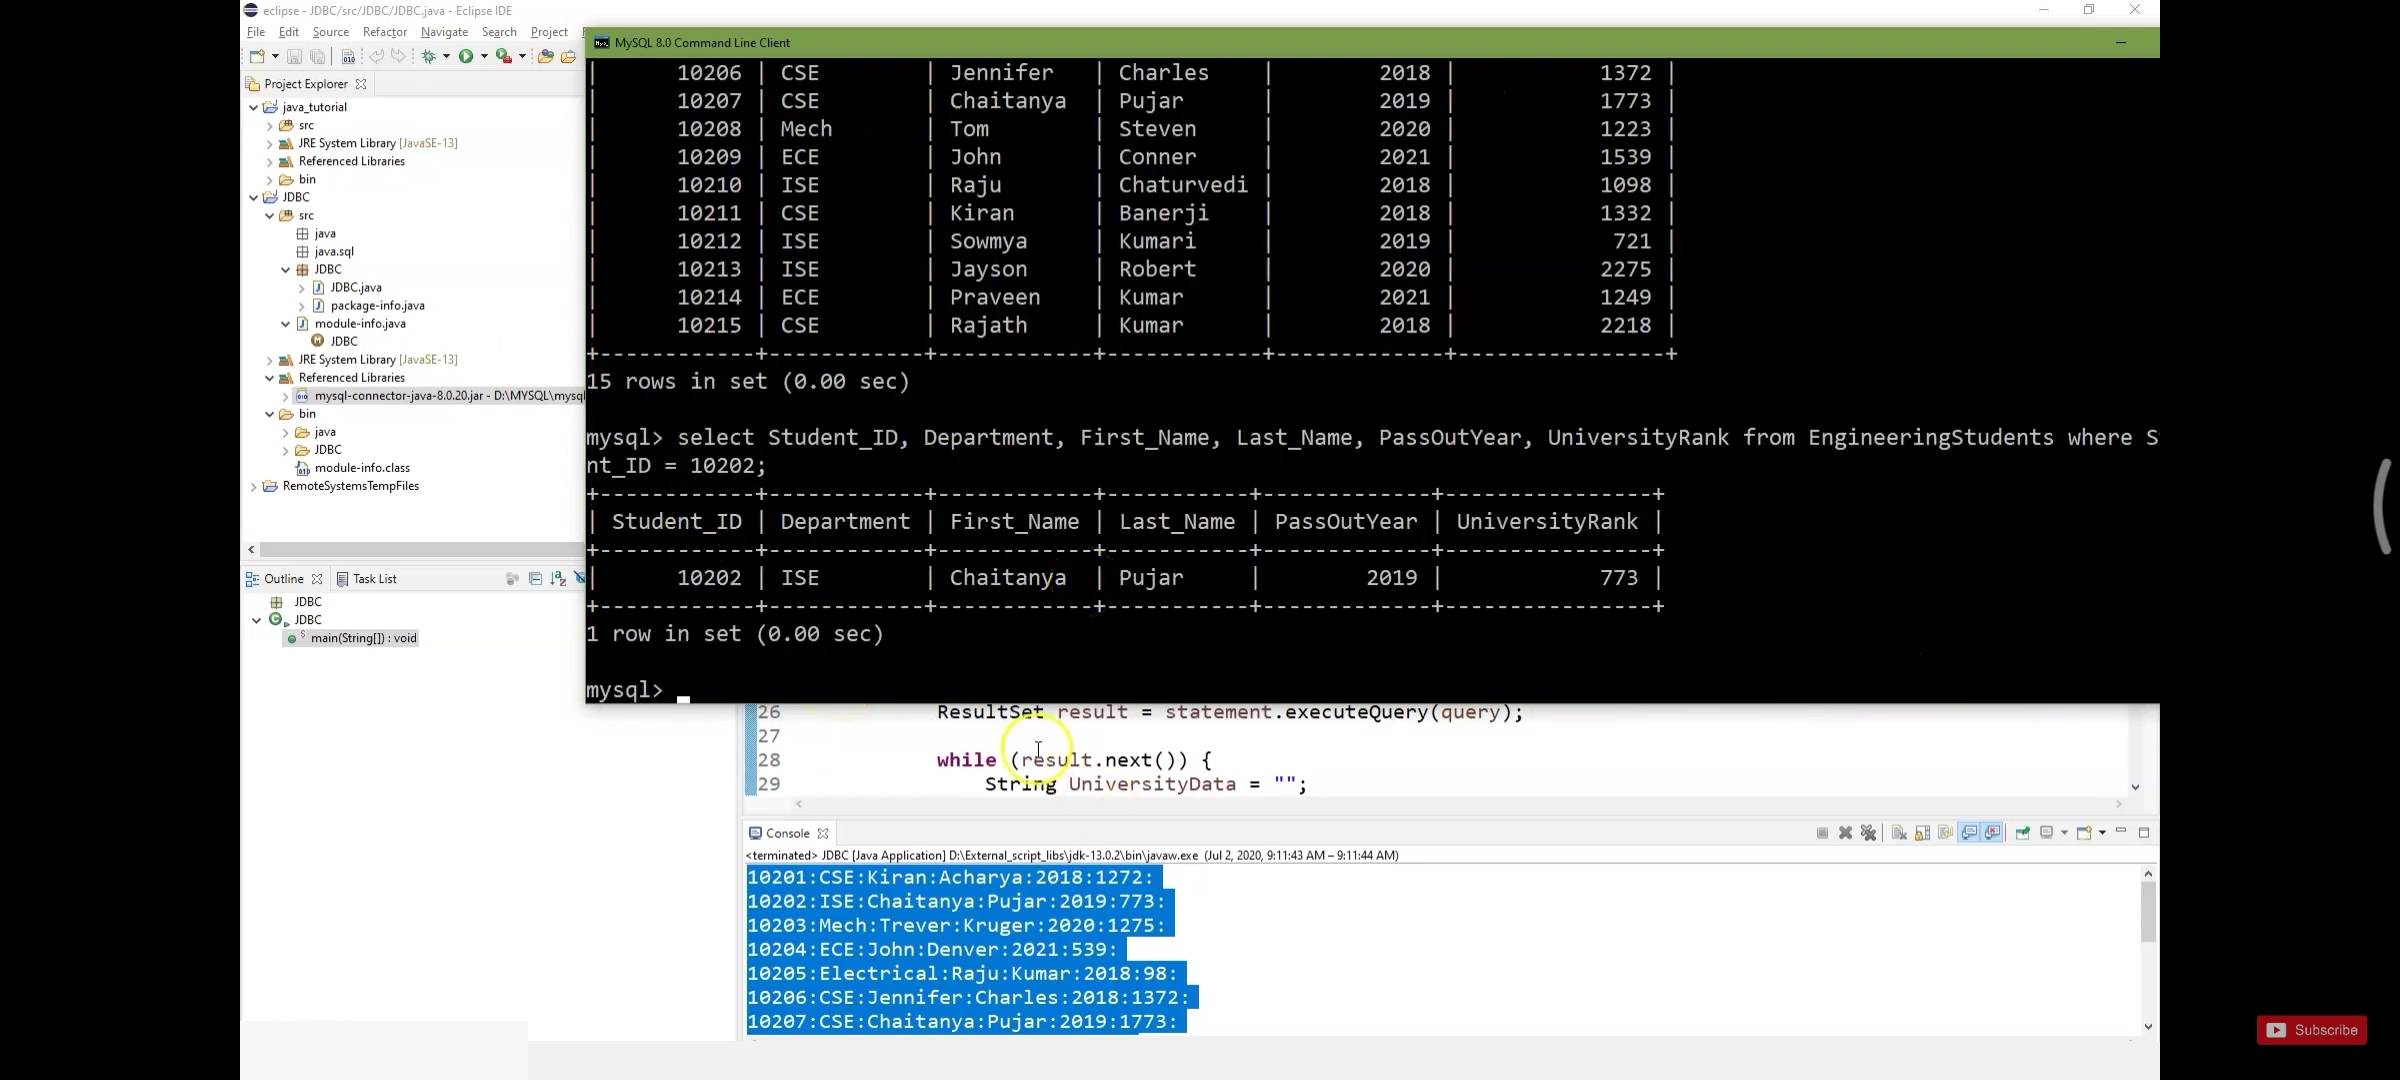 eclipse - JDBC/src/JDBC/JDBC.java - Eclipse IDE
File Edit Source Refactor Navigate Search Project
MySQL 8.0 Command Line Client
Project Explorer
java_tutorial
src
JRE System Library [JavaSE-13]
Referenced Libraries
bin
JDBC
src
java
java.sql
JDBC
JDBC.java
package-info.java
module-info.java
JDBC
JRE System Library [JavaSE-13]
Referenced Libraries
mysql-connector-java-8.0.20.jar - D:\MYSQL\mysql
bin
java
JDBC
module-info.class
RemoteSystemsTempFiles
Outline Task List
JDBC
JDBC
main(String[]) : void
| 10206 | CSE | Jennifer | Charles | 2018 | 1372 |
| 10207 | CSE | Chaitanya | Pujar | 2019 | 1773 |
| 10208 | Mech | Tom | Steven | 2020 | 1223 |
| 10209 | ECE | John | Conner | 2021 | 1539 |
| 10210 | ISE | Raju | Chaturvedi | 2018 | 1098 |
| 10211 | CSE | Kiran | Banerji | 2018 | 1332 |
| 10212 | ISE | Sowmya | Kumari | 2019 | 721 |
| 10213 | ISE | Jayson | Robert | 2020 | 2275 |
| 10214 | ECE | Praveen | Kumar | 2021 | 1249 |
| 10215 | CSE | Rajath | Kumar | 2018 | 2218 |
+------------+------------+------------+------------+-------------+---------------+
15 rows in set (0.00 sec)
mysql> select Student_ID, Department, First_Name, Last_Name, PassOutYear, UniversityRank from EngineeringStudents where S
nt_ID = 10202;
+------------+------------+------------+-----------+-------------+----------------+
| Student_ID | Department | First_Name | Last_Name | PassOutYear | UniversityRank |
+------------+------------+------------+-----------+-------------+----------------+
| 10202 | ISE | Chaitanya | Pujar | 2019 | 773 |
+------------+------------+------------+-----------+-------------+----------------+
1 row in set (0.00 sec)
mysql> _
26 ResultSet result = statement.executeQuery(query);
27
28 while (result.next()) {
29 String UniversityData = "";
Console
<terminated> JDBC [Java Application] D:\External_script_libs\jdk-13.0.2\bin\javaw.exe (Jul 2, 2020, 9:11:43 AM – 9:11:44 AM)
10201:CSE:Kiran:Acharya:2018:1272:
10202:ISE:Chaitanya:Pujar:2019:773:
10203:Mech:Trever:Kruger:2020:1275:
10204:ECE:John:Denver:2021:539:
10205:Electrical:Raju:Kumar:2018:98:
10206:CSE:Jennifer:Charles:2018:1372:
10207:CSE:Chaitanya:Pujar:2019:1773:
Subscribe